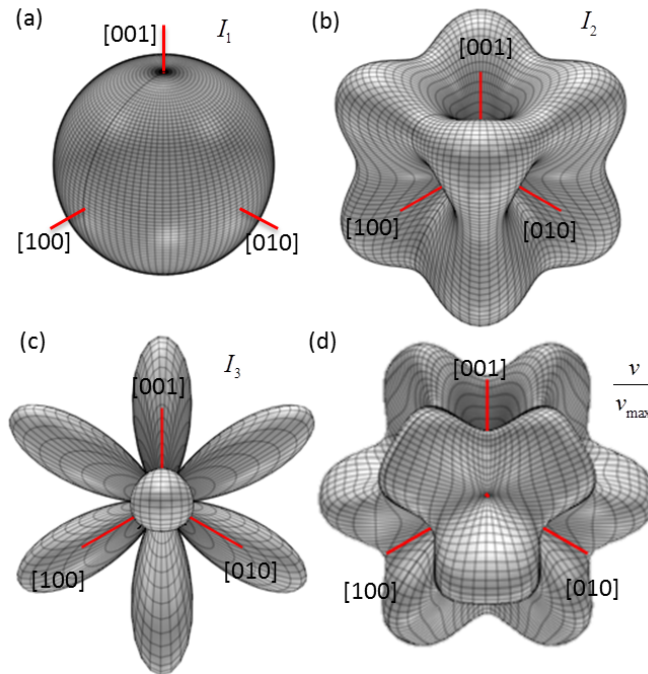 (a)
[001]
I₁
[100]
[010]
(b)
[001]
I₂
[100]
[010]
(c)
[001]
I₃
[100]
[010]
(d)
[001]
v
vmax
[100]
[010]